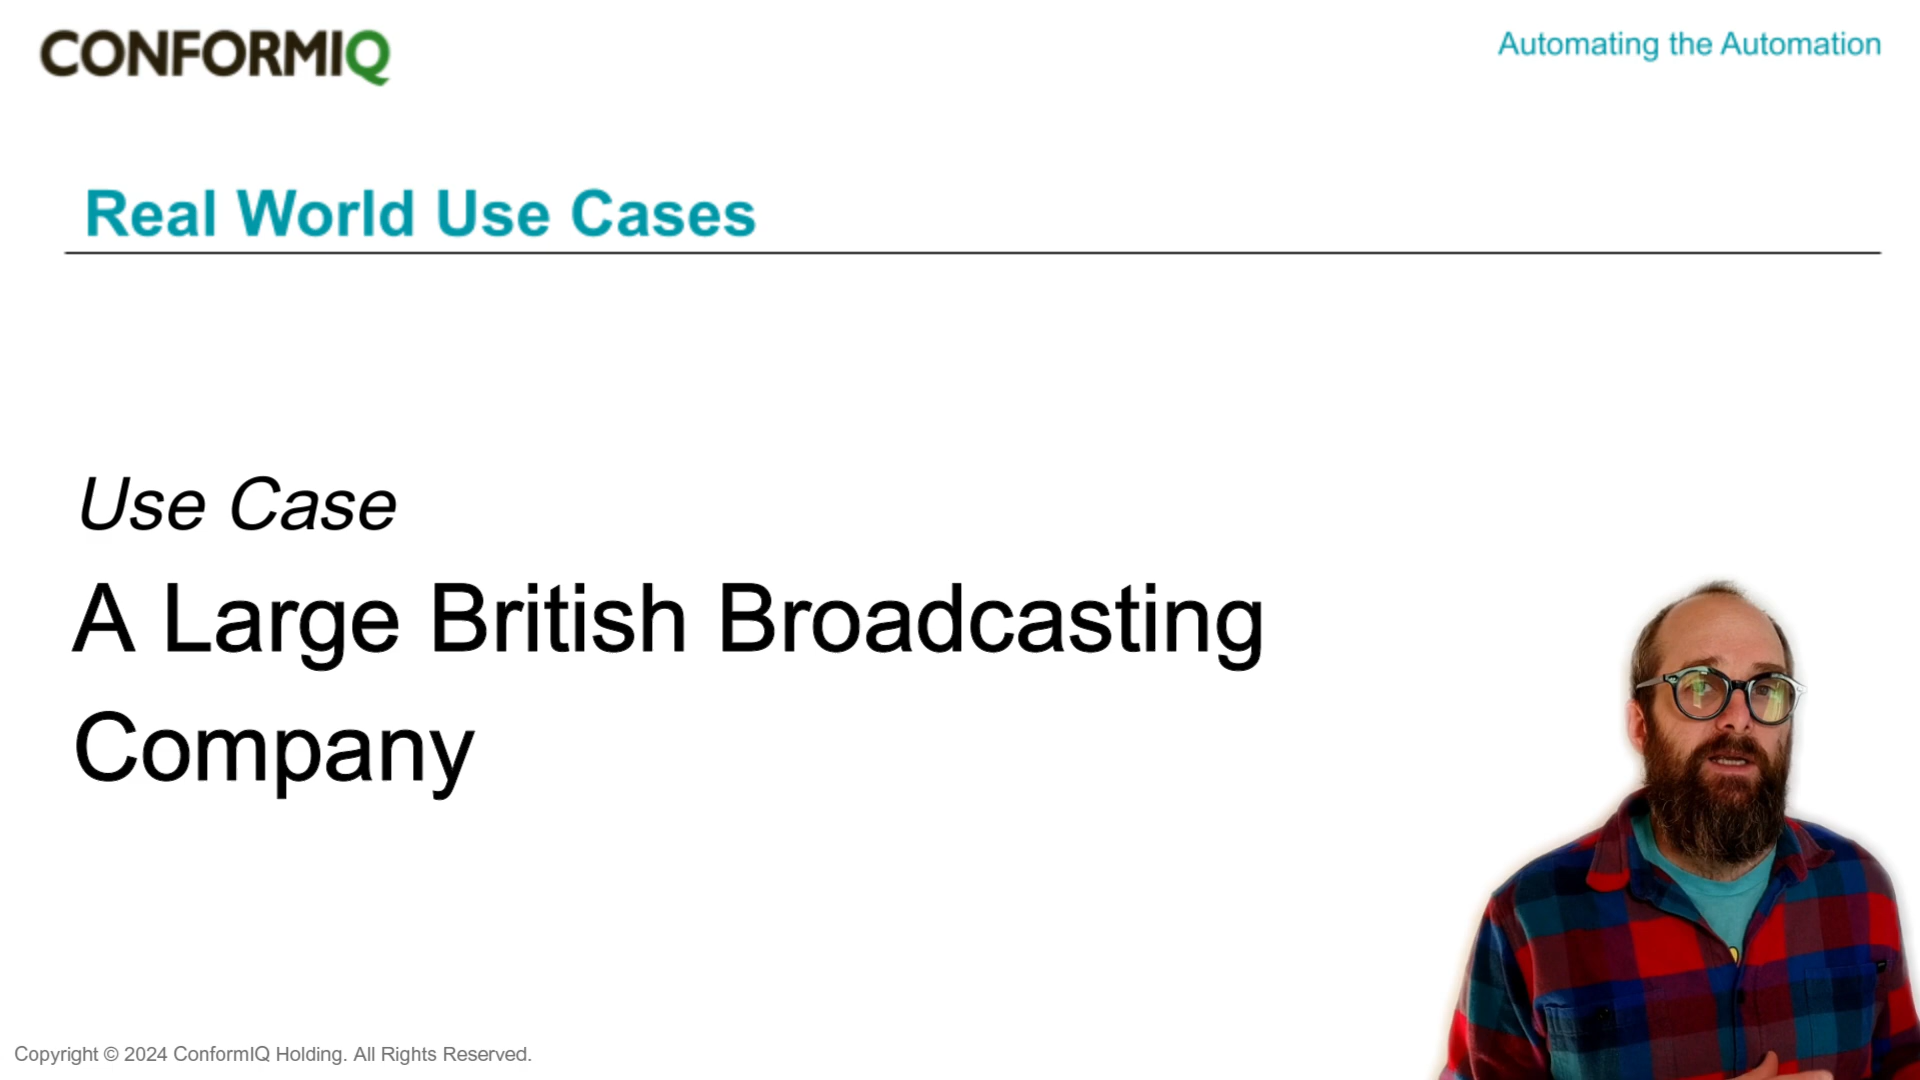 CONFORMIQ
Automating the Automation
Real World Use Cases
Use Case
A Large British Broadcasting
Company
Copyright © 2024 ConformIQ Holding. All Rights Reserved.